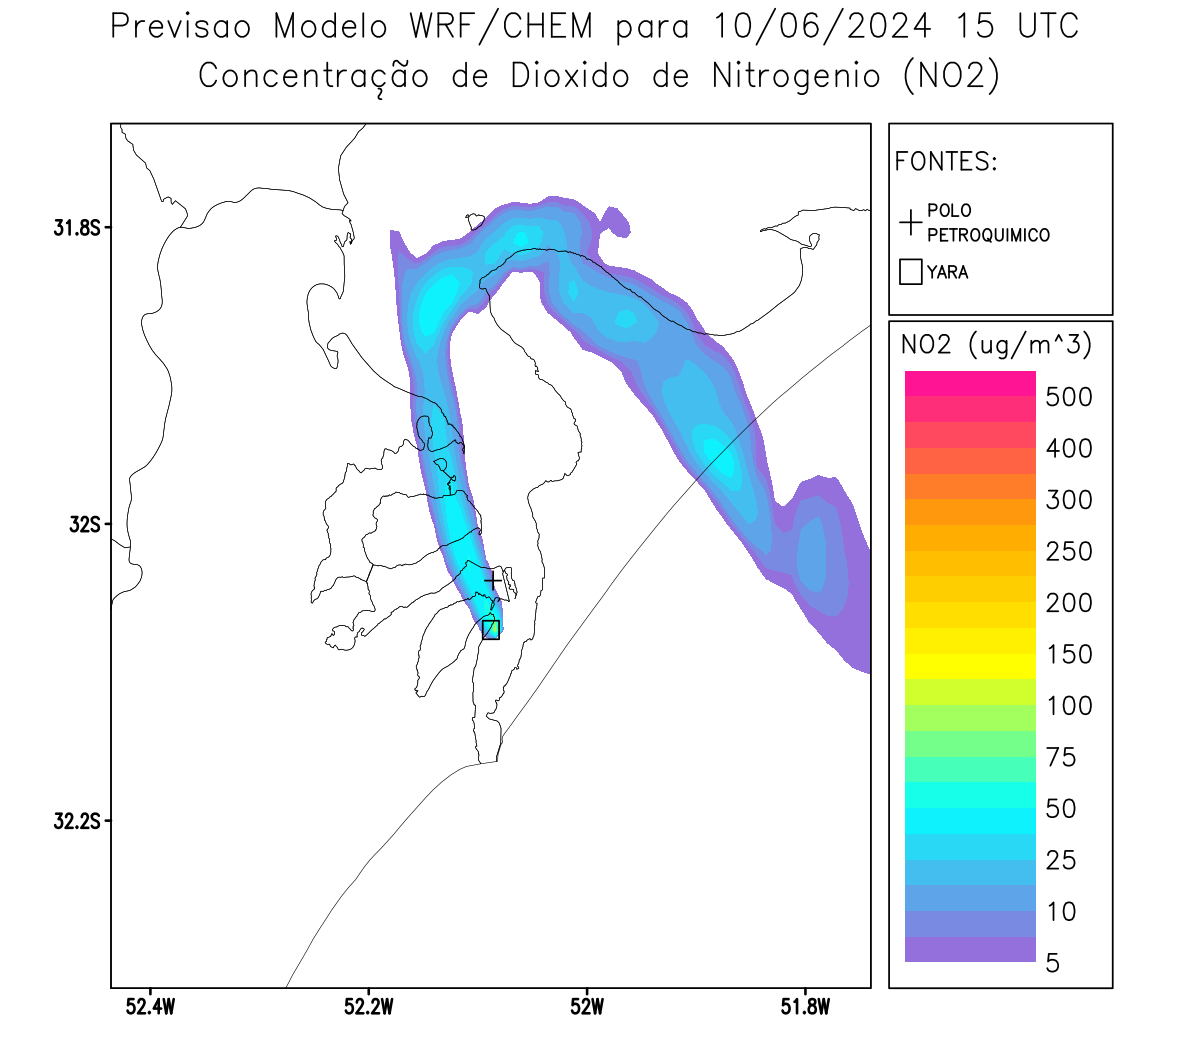 Previsao Modelo WRF/CHEM para 10/06/2024 15 UTC
Concentração de Dioxido de Nitrogenio (NO2)
FONTES:
POLO
PETROQUIMICO
YARA
NO2 (ug/m^3)
500
400
300
250
200
150
100
75
50
25
10
5
31.8S
32S
32.2S
52.4W
52.2W
52W
51.8W